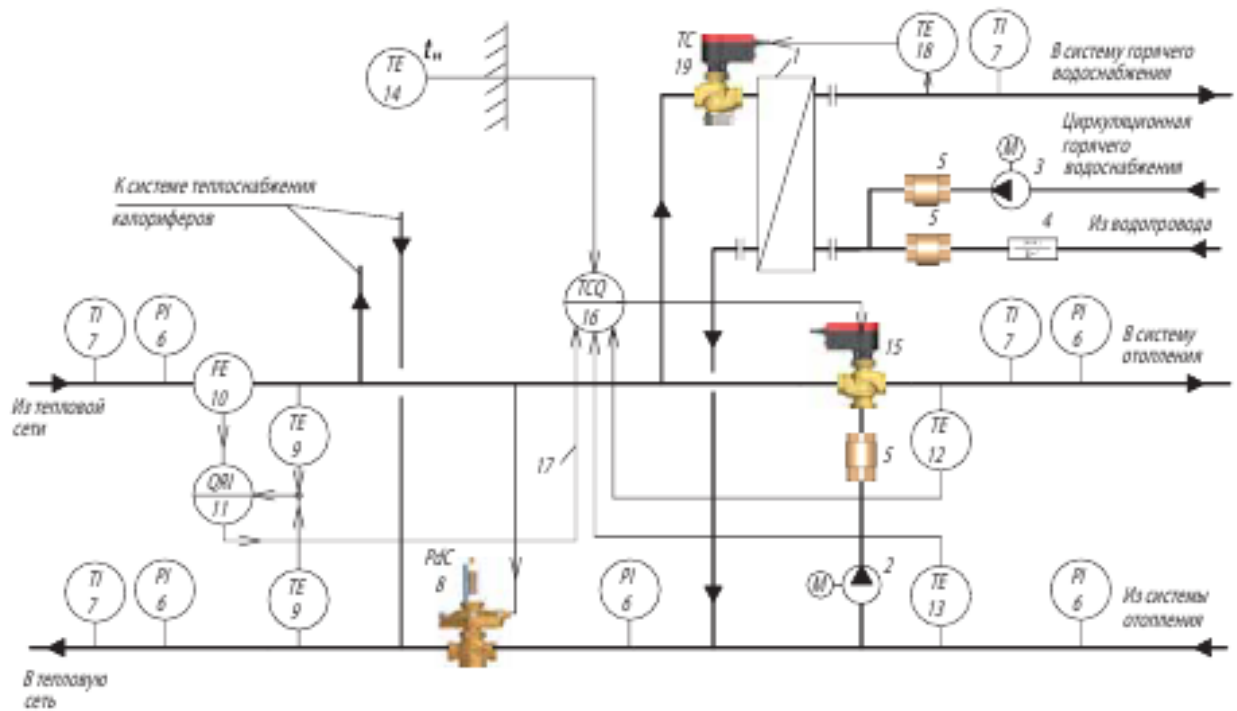 TE
14
tн
TC
19
1
TE
18
TI
7
В систему горячего
водоснабжения
Циркуляционная
горячего
водоснабжения
М
3
5
Из водопровода
5
4
К системе теплоснабжения
калориферов
TCQ
16
TI
7
PI
6
FE
10
Из тепловой
сети
TE
9
15
TI
7
PI
6
В систему
отопления
QRI
11
17
5
TE
12
TI
7
PI
6
TE
9
PdC
8
PI
6
М
2
TE
13
PI
6
Из системы
отопления
В тепловую
сеть